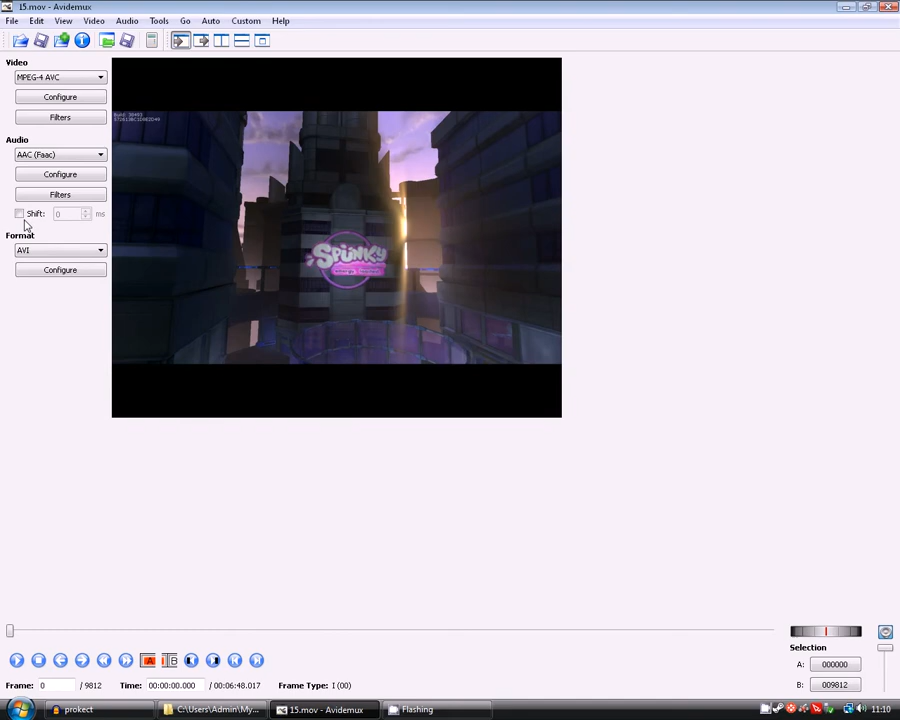 15.mov - Avidemux
File Edit View Video Audio Tools Go Auto Custom Help
Video
MPEG-4 AVC
Configure
Filters
Audio
AAC (Faac)
Configure
Filters
Shift: 0 ms
Format
AVI
Configure
SPUNKY
Selection
A: 000000
B: 009812
A
B
Frame: 0 / 9812 Time: 00:00:00.000 / 00:06:48.017 Frame Type: I (00)
prokect C:\Users\Admin\My... 15.mov - Avidemux Flashing 11:10